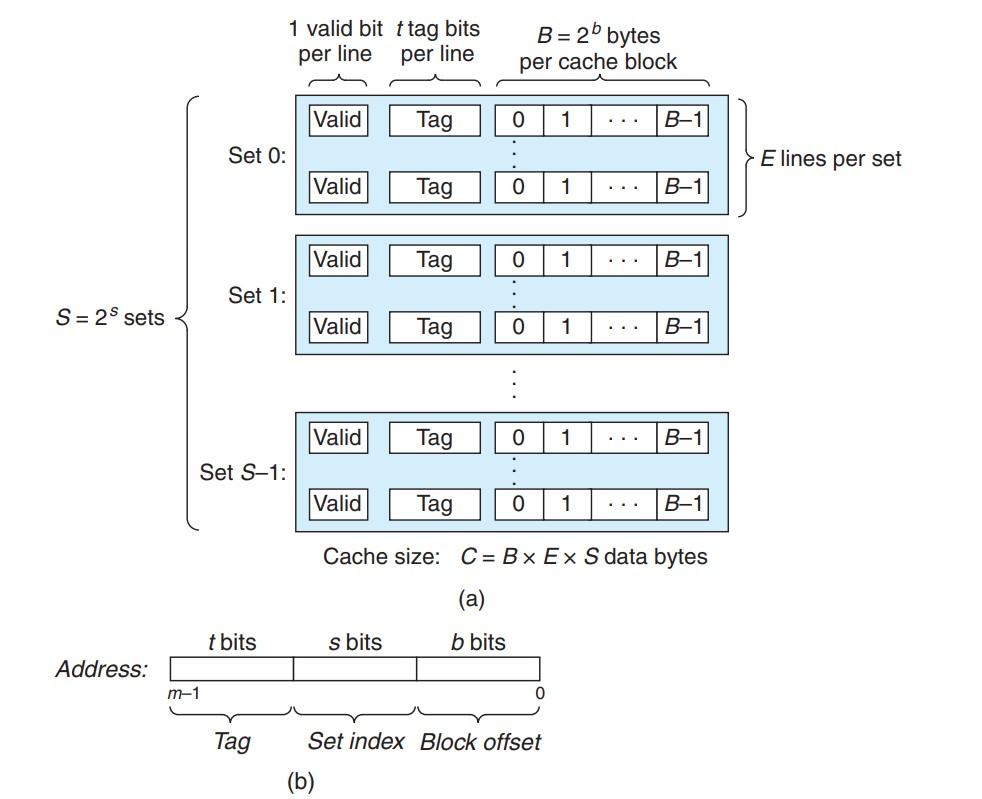 1 valid bit per line
t tag bits per line
B = 2^b bytes per cache block
Set 0:
Valid Tag 0 1 · · · B–1
Valid Tag 0 1 · · · B–1
E lines per set
Set 1:
Valid Tag 0 1 · · · B–1
Valid Tag 0 1 · · · B–1
S = 2^s sets
Set S–1:
Valid Tag 0 1 · · · B–1
Valid Tag 0 1 · · · B–1
Cache size: C = B × E × S data bytes
(a)
t bits s bits b bits
Address:
m–1 0
Tag Set index Block offset
(b)